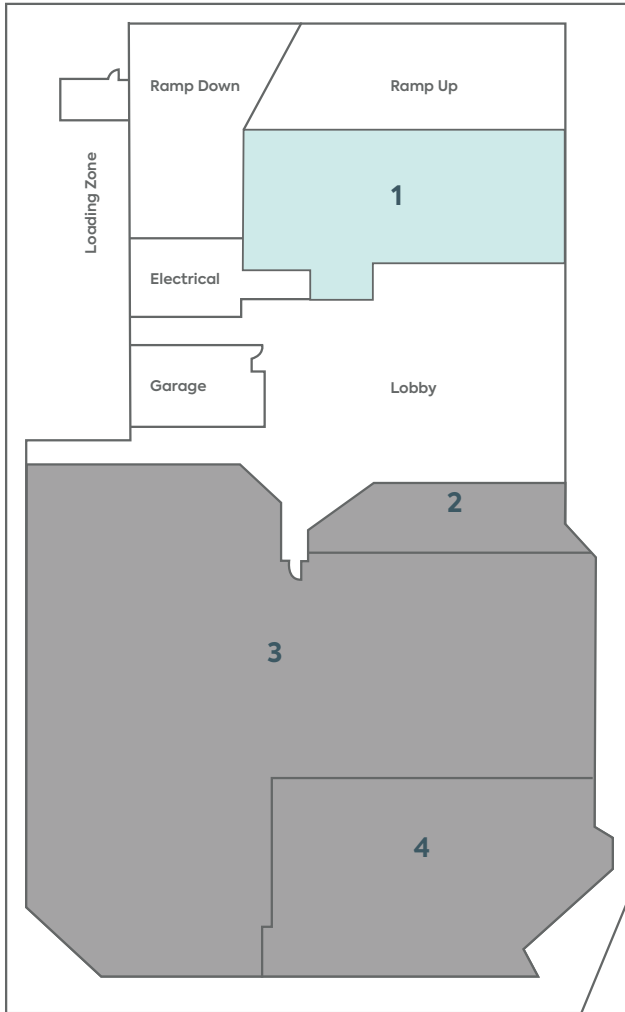 Ramp Down
Ramp Up
Loading Zone
1
Electrical
Garage
Lobby
2
3
4